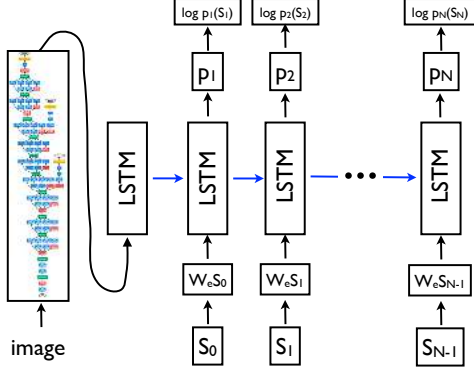 log p1(S1) log p2(S2) log pN(SN)
p1 p2 pN
LSTM LSTM LSTM LSTM
WeS0 WeS1 WeSN-1
S0 S1 SN-1
image